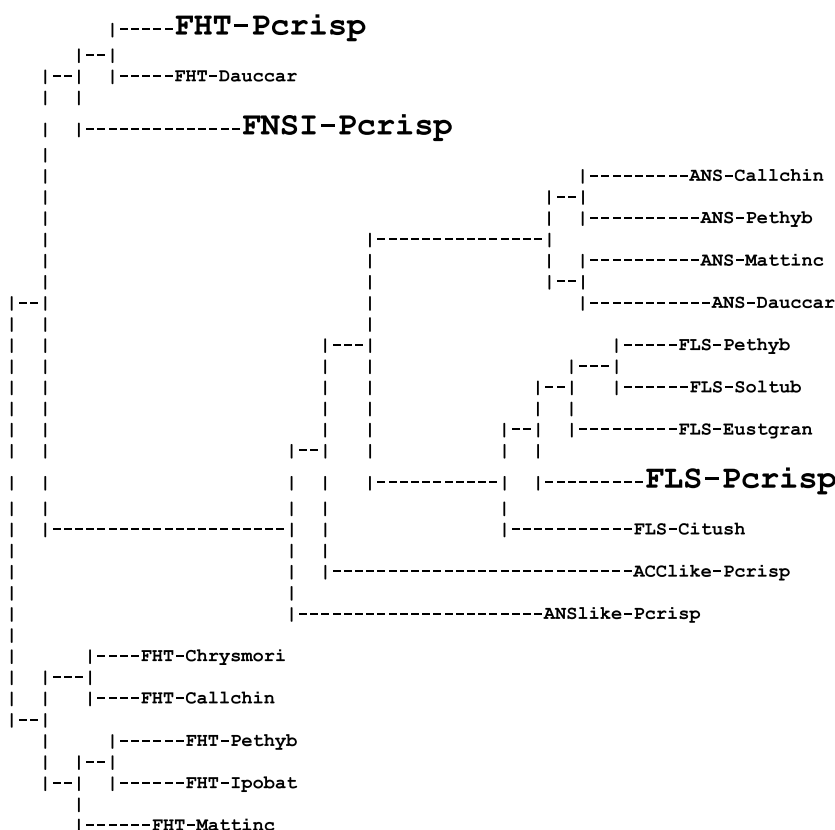 FHT-Pcrisp
FHT-Dauccar
FNSI-Pcrisp
ANS-Callchin
ANS-Pethyb
ANS-Mattinc
ANS-Dauccar
FLS-Pethyb
FLS-Soltub
FLS-Eustgran
FLS-Pcrisp
FLS-Citush
ACClike-Pcrisp
ANSlike-Pcrisp
FHT-Chrysmori
FHT-Callchin
FHT-Pethyb
FHT-Ipobat
FHT-Mattinc